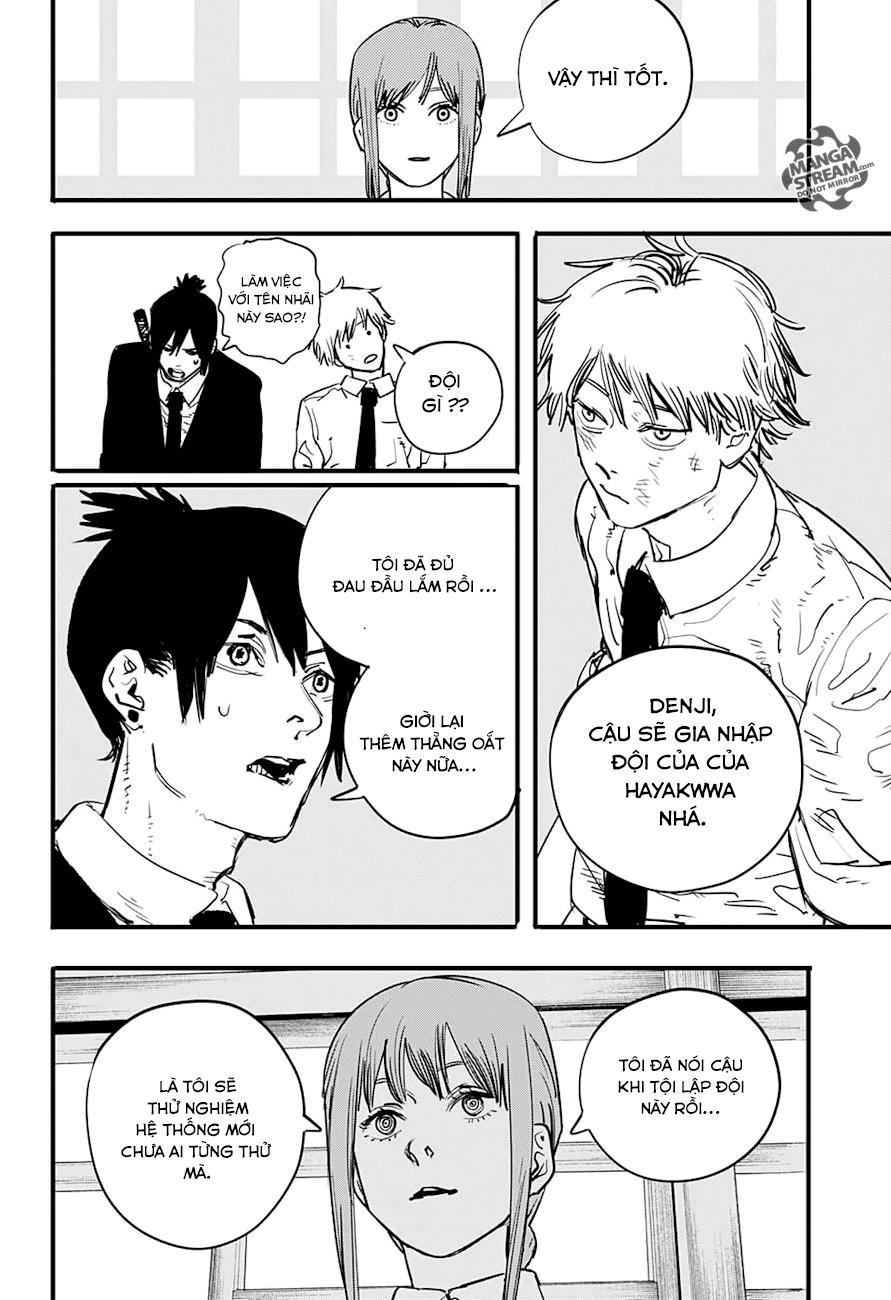 VẬY THÌ TỐT.
MANGA
STREAM.com
DO NOT MIRROR
DENJI,
CẬU SẼ GIA NHẬP
ĐỘI CỦA CỦA
HAYAKWWA
NHÁ.
LÀM VIỆC
VỚI TÊN NHÃI
NÀY SAO?!
ĐỘI
GÌ ??
TÔI ĐÃ ĐỦ
ĐAU ĐẦU LẮM RỒI ...
GIỜI LẠI
THÊM THẰNG OẮT
NÀY NỮA...
TÔI ĐÃ NÓI CẬU
KHI TỘI LẬP ĐỘI
NÀY RỒI...
LÀ TÔI SẼ
THỬ NGHIỆM
HỆ THỐNG MỚI
CHƯA AI TỪNG THỬ
MÀ.